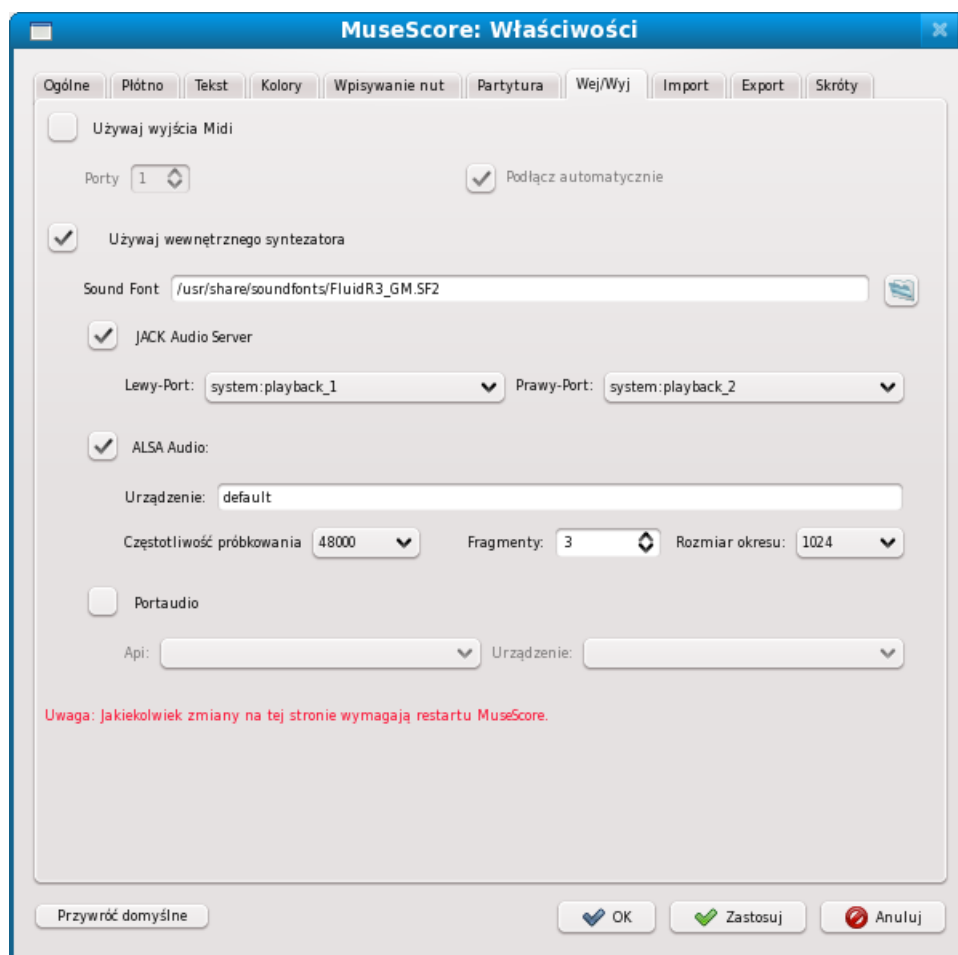 MuseScore: Właściwości
Ogólne Płótno Tekst Kolory Wpisywanie nut Partytura Wej/Wyj Import Export Skróty
Używaj wyjścia Midi
Porty 1 Podłącz automatycznie
Używaj wewnętrznego syntezatora
Sound Font /usr/share/soundfonts/FluidR3_GM.SF2
JACK Audio Server
Lewy-Port: system:playback_1 Prawy-Port: system:playback_2
ALSA Audio:
Urządzenie: default
Częstotliwość próbkowania 48000 Fragmenty: 3 Rozmiar okresu: 1024
Portaudio
Api: Urządzenie:
Uwaga: Jakiekolwiek zmiany na tej stronie wymagają restartu MuseScore.
Przywróć domyślne OK Zastosuj Anuluj